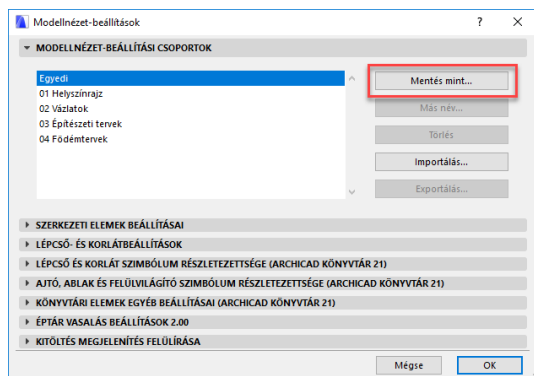 Modellnézet-beállítások
MODELLNÉZET-BEÁLLÍTÁSI CSOPORTOK
Egyedi
01 Helyszínrajz
02 Vázlatok
03 Építészeti tervek
04 Födémtervek
Mentés mint...
Más név...
Törlés
Importálás...
Exportálás...
SZERKEZETI ELEMEK BEÁLLÍTÁSAI
LÉPCSŐ- ÉS KORLÁTBEÁLLÍTÁSOK
LÉPCSŐ ÉS KORLÁT SZIMBÓLUM RÉSZLETEZETTSÉGE (ARCHICAD KÖNYVTÁR 21)
AJTÓ, ABLAK ÉS FELÜLVILÁGÍTÓ SZIMBÓLUM RÉSZLETEZETTSÉGE (ARCHICAD KÖNYVTÁR 21)
KÖNYVTÁRI ELEMEK EGYÉB BEÁLLÍTÁSAI (ARCHICAD KÖNYVTÁR 21)
ÉPTÁR VASALÁS BEÁLLÍTÁSOK 2.00
KITÖLTÉS MEGJELENÍTÉS FELÜLÍRÁSA
Mégse
OK